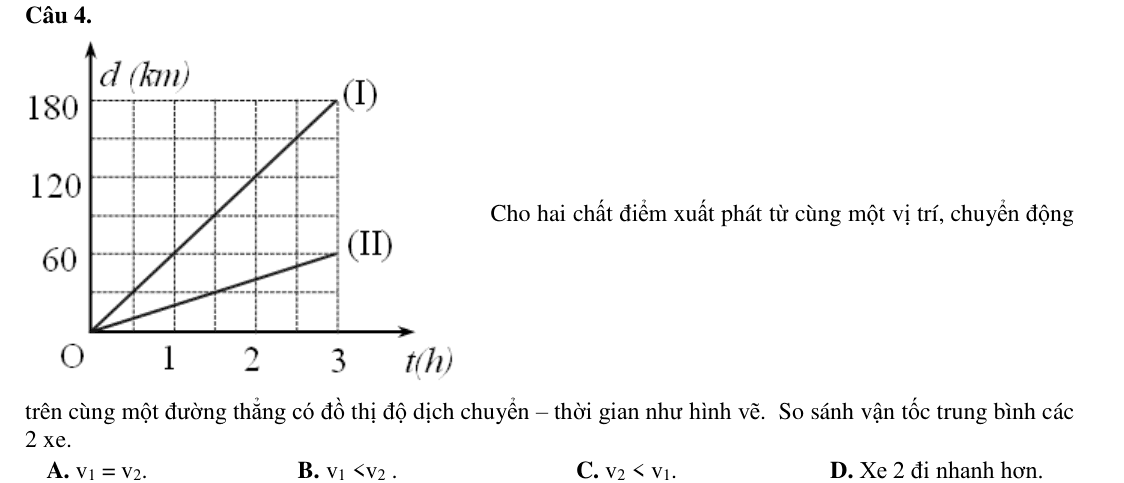 Câu 4.
d (km)
180
(I)
120
Cho hai chất điểm xuất phát từ cùng một vị trí, chuyển động
(II)
60
O 1 2 3 t(h)
trên cùng một đường thẳng có đồ thị độ dịch chuyển – thời gian như hình vẽ. So sánh vận tốc trung bình các
2 xe.
A. v₁ = v₂. B. v₁ <v₂ . C. v₂ < v₁. D. Xe 2 đi nhanh hơn.